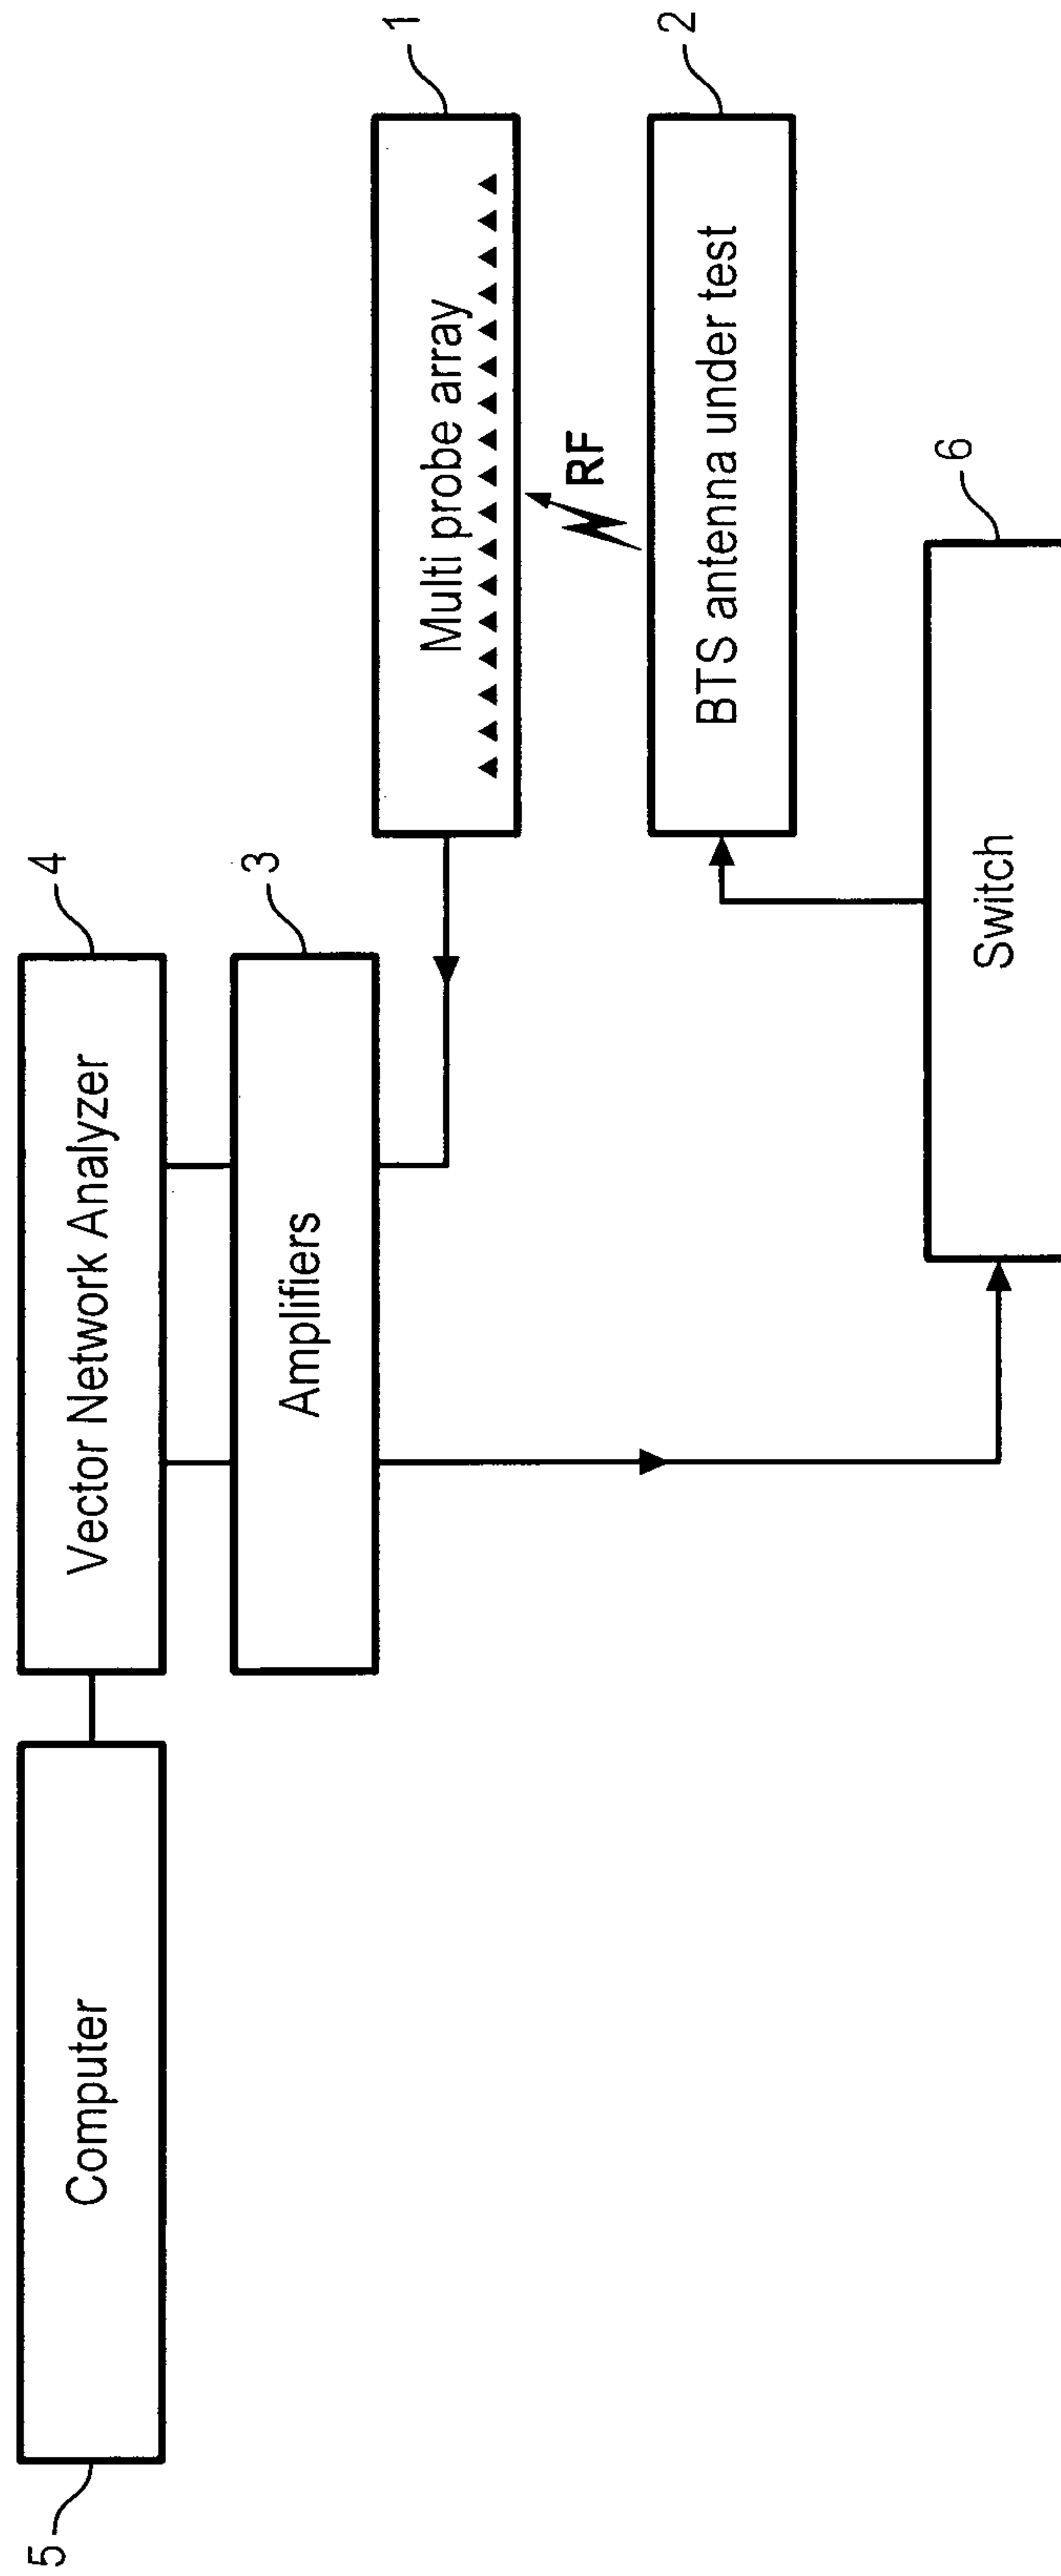 5
Computer
4
Vector Network Analyzer
3
Amplifiers
1
Multi probe array
RF
2
BTS antenna under test
6
Switch